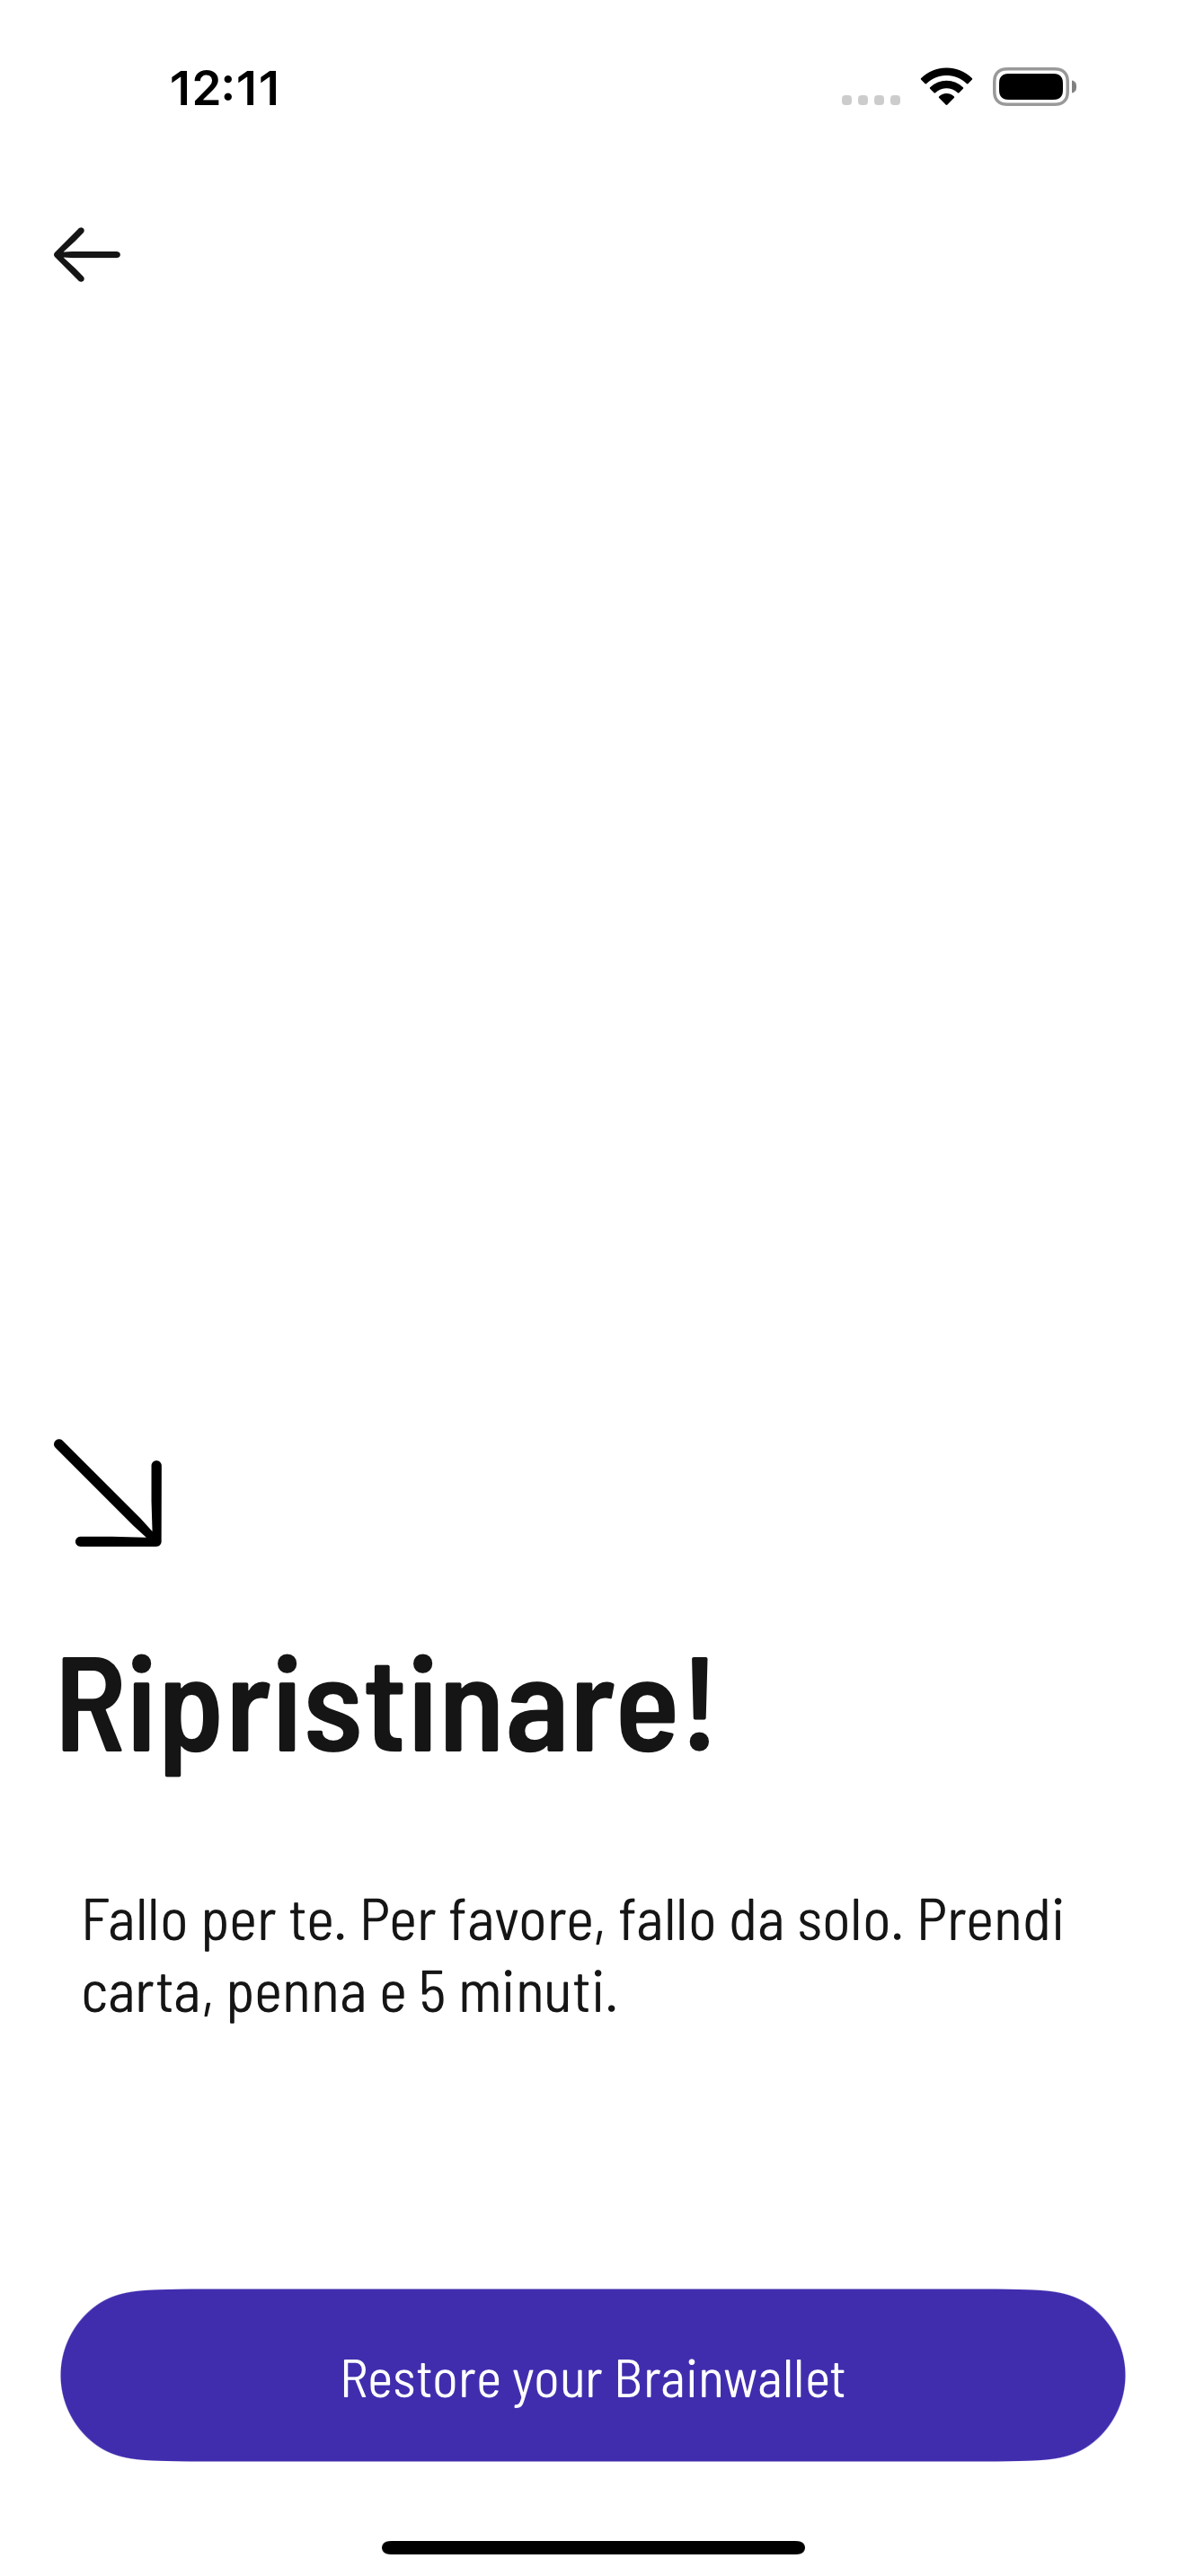 12:11
Ripristinare!
Fallo per te. Per favore, fallo da solo. Prendi
carta, penna e 5 minuti.
Restore your Brainwallet